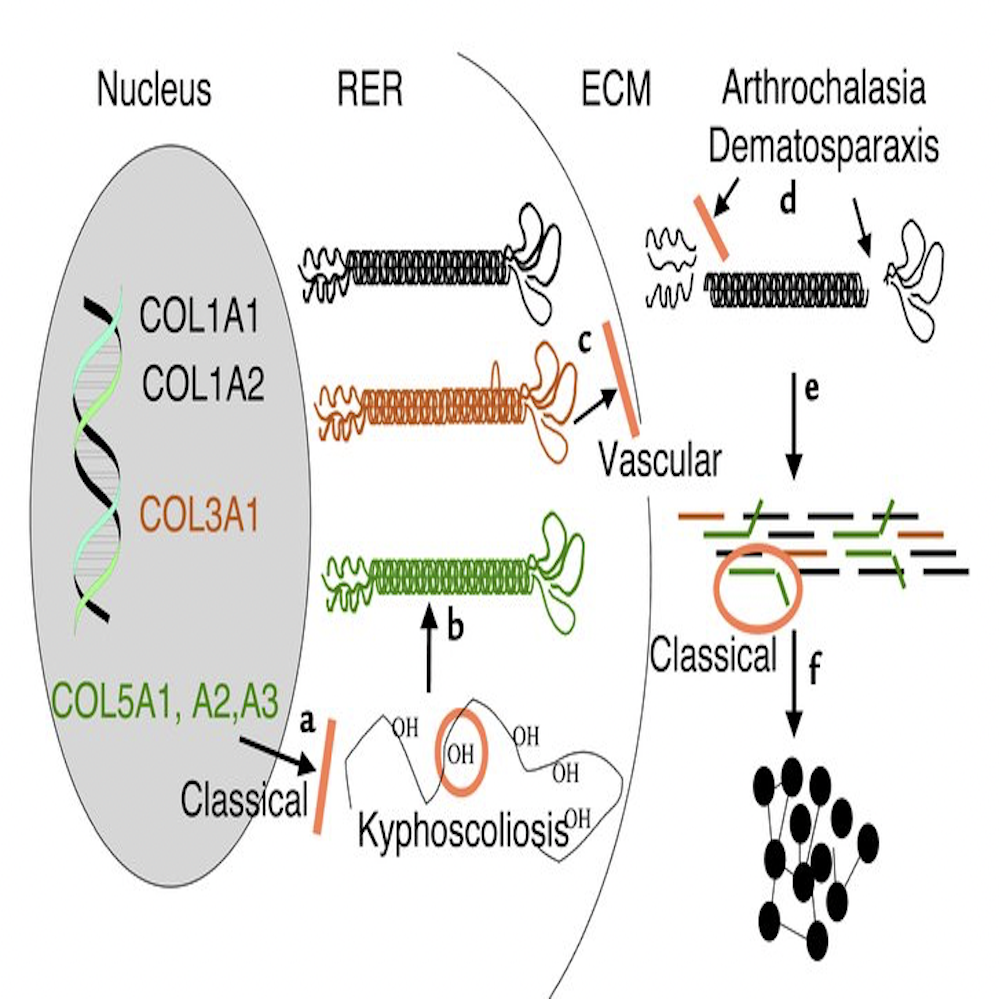 Nucleus
RER
ECM
Arthrochalasia
Dematosparaxis
d
COL1A1
COL1A2
c
e
Vascular
COL3A1
b
Classical
f
COL5A1, A2,A3
a
OH
OH
OH
OH
OH
Classical
Kyphoscoliosis